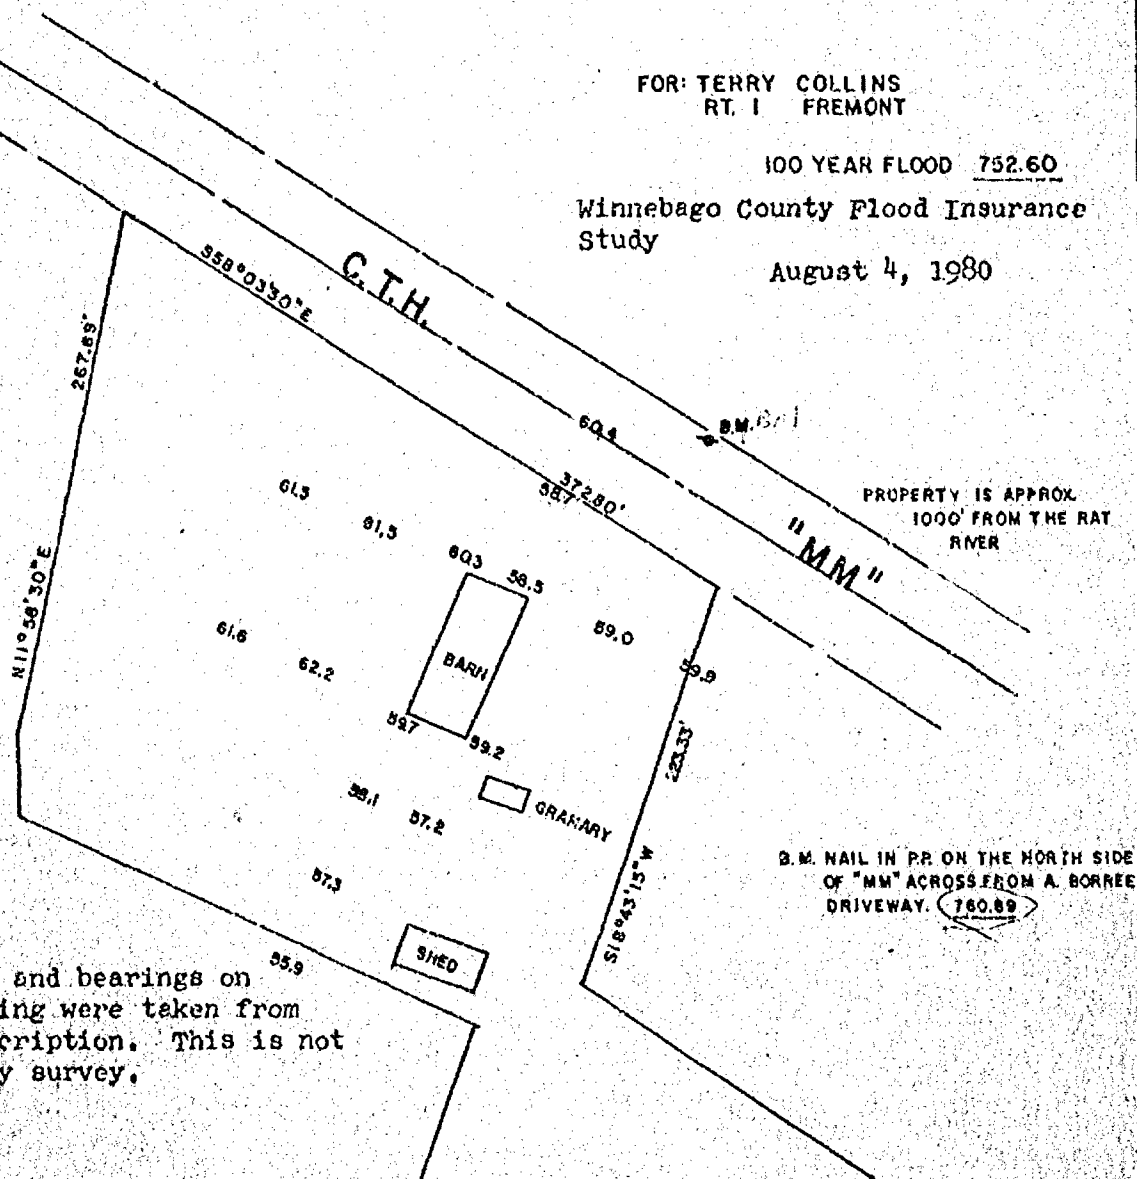 FOR: TERRY COLLINS
RT. 1 FREMONT
100 YEAR FLOOD 752.60
Winnebago County Flood Insurance
Study
August 4, 1980
S58°03'30"E
C.T.H.
267.89'
60.4
B.M.
372.80'
58.7
PROPERTY IS APPROX.
1000' FROM THE RAT
RIVER
"MM"
61.5
61.5
60.3
58.5
N11°58'30"E
61.6
62.2
BARN
59.0
59.9
59.7
59.2
223.33'
58.1
57.2
GRANARY
57.3
S18°43'15"W
B.M. NAIL IN P.P. ON THE NORTH SIDE
OF "MM" ACROSS FROM A. BORREE
DRIVEWAY. 760.89
SHED
55.9
and bearings on
ing were taken from
cription. This is not
y survey.